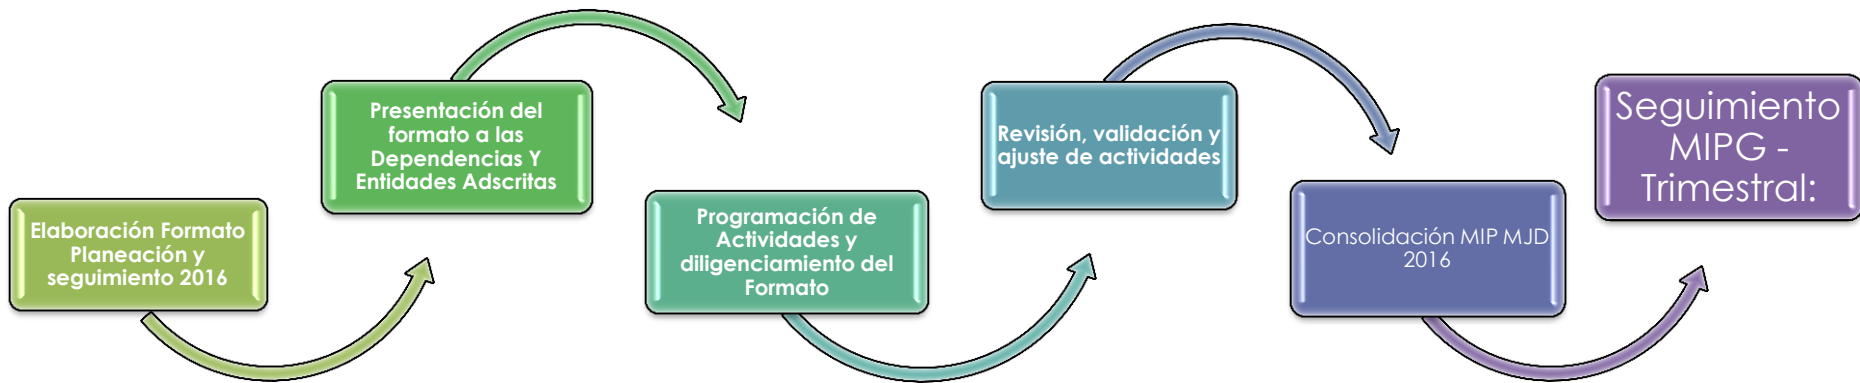 Elaboración Formato
Planeación y
seguimiento 2016
Presentación del
formato a las
Dependencias Y
Entidades Adscritas
Programación de
Actividades y
diligenciamiento del
Formato
Revisión, validación y
ajuste de actividades
Consolidación MIP MJD
2016
Seguimiento
MIPG -
Trimestral: